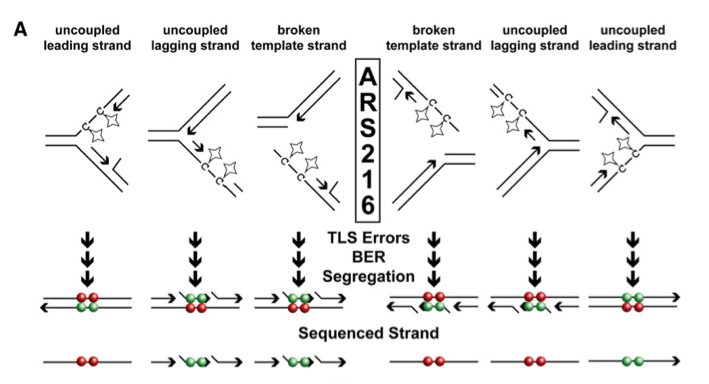 A
uncoupled
leading strand
uncoupled
lagging strand
broken
template strand
broken
template strand
uncoupled
lagging strand
uncoupled
leading strand
A
R
S
2
1
6
C
C
C
C
C
C
C
C
C
C
C
C
TLS Errors
BER
Segregation
Sequenced Strand